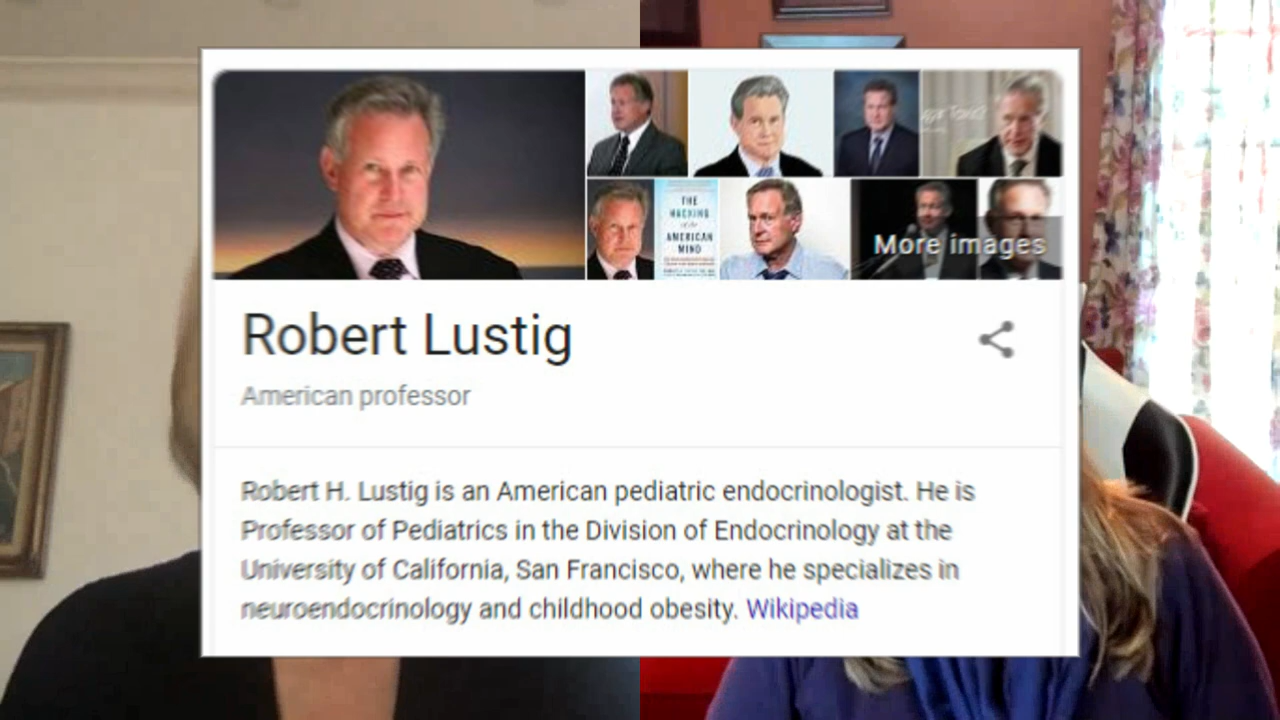 THE
HACKING
of the
AMERICAN
MIND
More images
Robert Lustig
American professor
Robert H. Lustig is an American pediatric endocrinologist. He is
Professor of Pediatrics in the Division of Endocrinology at the
University of California, San Francisco, where he specializes in
neuroendocrinology and childhood obesity. Wikipedia